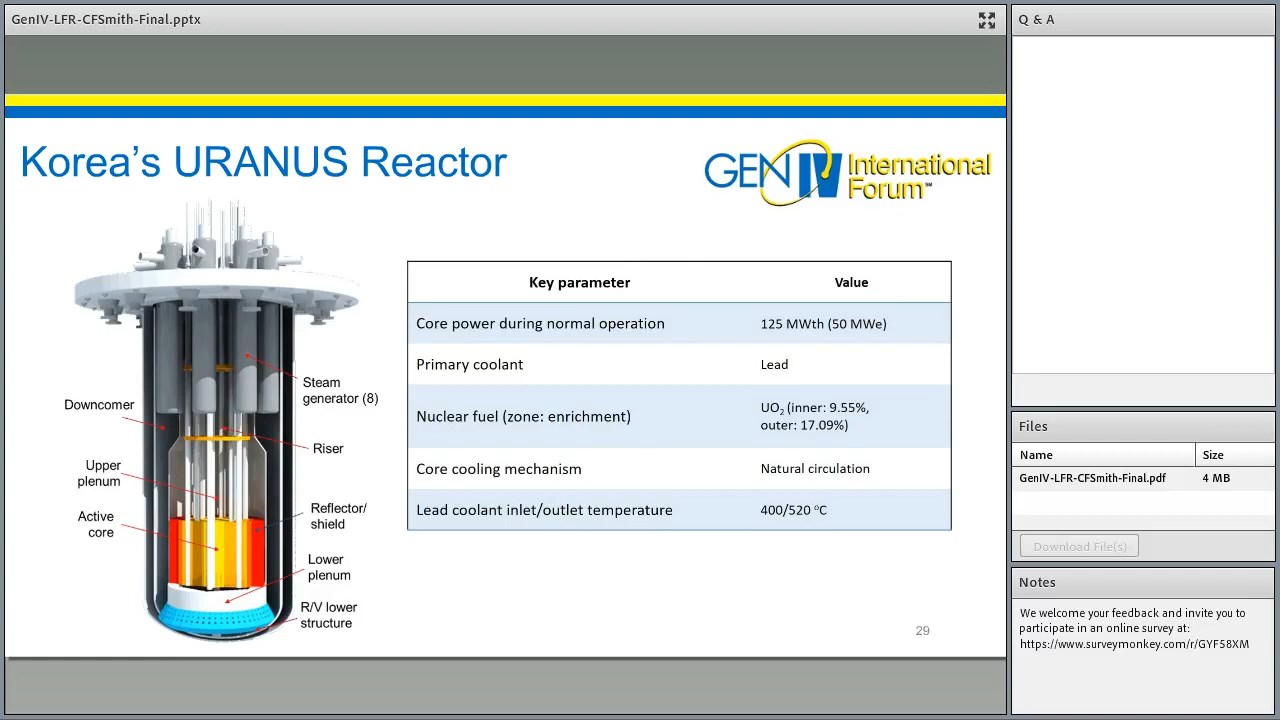 GenIV-LFR-CFSmith-Final.pptx
Korea's URANUS Reactor
GEN IV International
Forum™
Steam
generator (8)
Downcomer
Riser
Upper
plenum
Active
core
Reflector/
shield
Lower
plenum
R/V lower
structure
Key parameter Value
Core power during normal operation 125 MWth (50 MWe)
Primary coolant Lead
Nuclear fuel (zone: enrichment) UO₂ (inner: 9.55%,
outer: 17.09%)
Core cooling mechanism Natural circulation
Lead coolant inlet/outlet temperature 400/520 °C
29
Q & A
Files
Name Size
GenIV-LFR-CFSmith-Final.pdf 4 MB
Download File(s)
Notes
We welcome your feedback and invite you to
participate in an online survey at:
https://www.surveymonkey.com/r/GYF58XM